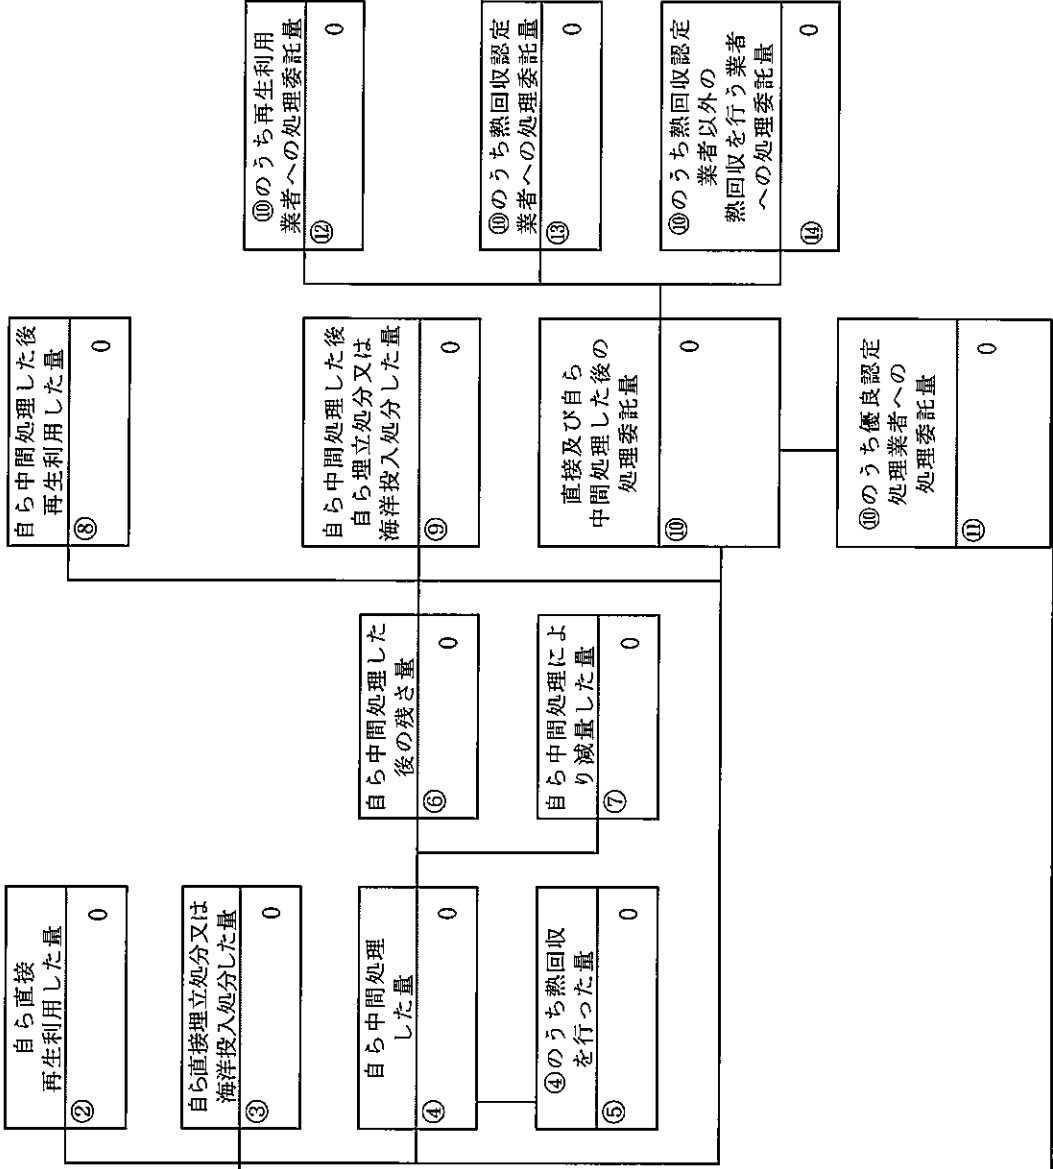 自ら直接
再生利用した量
②
0
自ら直接埋立処分又は
海洋投入処分した量
③
0
自ら中間処理
した量
④
0
④のうち熱回収
を行った量
⑤
0
自ら中間処理した
後の残さ量
⑥
0
自ら中間処理によ
り減量した量
⑦
0
自ら中間処理した後
再生利用した量
⑧
0
自ら中間処理した後
自ら埋立処分又は
海洋投入処分した量
⑨
0
直接及び自ら
中間処理した後の
処理委託量
⑩
0
⑩のうち優良認定
処理業者への
処理委託量
⑪
0
⑩のうち再生利用
業者への処理委託量
⑫
0
⑩のうち熱回収認定
業者への処理委託量
⑬
0
⑩のうち熱回収認定
業者以外の
熱回収を行う業者
への処理委託量
⑭
0